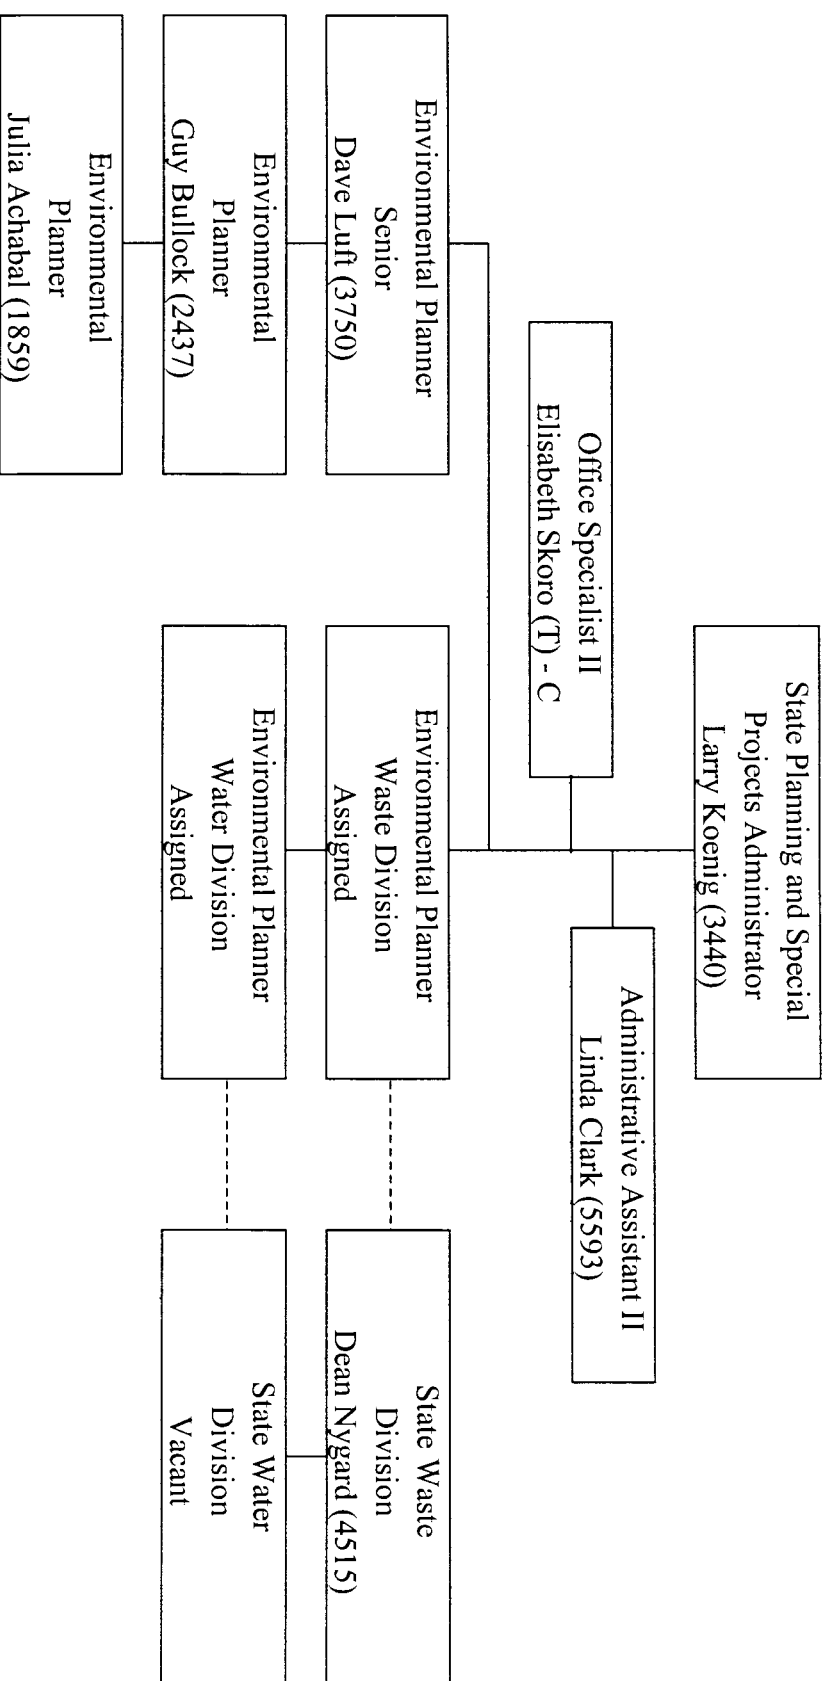 State Planning and Special
Projects Administrator
Larry Koenig (3440)
Administrative Assistant II
Linda Clark (5593)
Office Specialist II
Elisabeth Skoro (T) - C
Environmental Planner
Senior
Dave Luft (3750)
Environmental Planner
Waste Division
Assigned
State Waste
Division
Dean Nygard (4515)
Environmental
Planner
Guy Bullock (2437)
Environmental Planner
Water Division
Assigned
State Water
Division
Vacant
Environmental
Planner
Julia Achabal (1859)